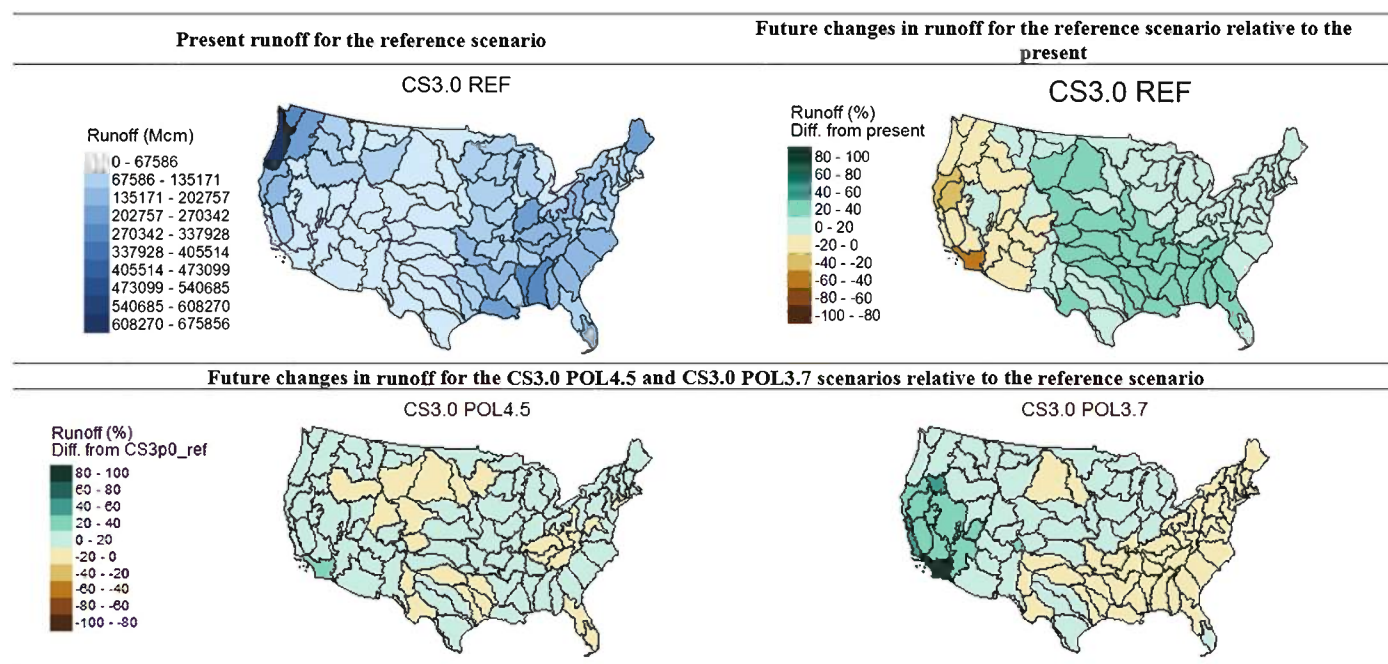 Present runoff for the reference scenario
Future changes in runoff for the reference scenario relative to the
present
CS3.0 REF
Runoff (Mcm)
0 - 67586
67586 - 135171
135171 - 202757
202757 - 270342
270342 - 337928
337928 - 405514
405514 - 473099
473099 - 540685
540685 - 608270
608270 - 675856
CS3.0 REF
Runoff (%)
Diff. from present
80 - 100
60 - 80
40 - 60
20 - 40
0 - 20
-20 - 0
-40 - -20
-60 - -40
-80 - -60
-100 - -80
Future changes in runoff for the CS3.0 POL4.5 and CS3.0 POL3.7 scenarios relative to the reference scenario
CS3.0 POL4.5
Runoff (%)
Diff. from CS3p0_ref
80 - 100
60 - 80
40 - 60
20 - 40
0 - 20
-20 - 0
-40 - -20
-60 - -40
-80 - -60
-100 - -80
CS3.0 POL3.7